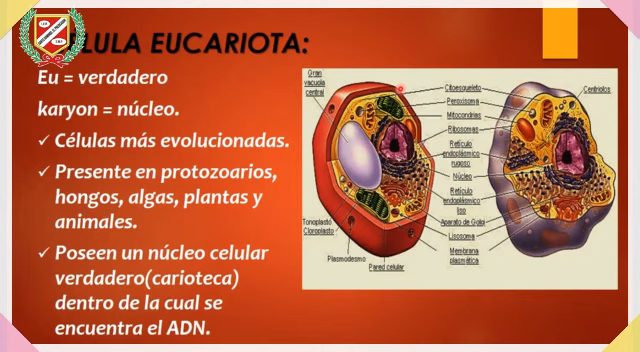 LULA EUCARIOTA:
Eu = verdadero
karyon = núcleo.
✓ Células más evolucionadas.
✓ Presente en protozoarios,
hongos, algas, plantas y
animales.
✓ Poseen un núcleo celular
verdadero(carioteca)
dentro de la cual se
encuentra el ADN.
Gran
vacuola
central
Citoesqueleto
Peroxisoma
Mitocondrias
Ribosomas
Retículo
endoplásmico
rugoso
Núcleo
Retículo
endoplásmico
liso
Aparato de Golgi
Lisosoma
Membrana
plasmática
Centriolos
Tonoplasto
Cloroplasto
Plasmodesmo
Pared celular